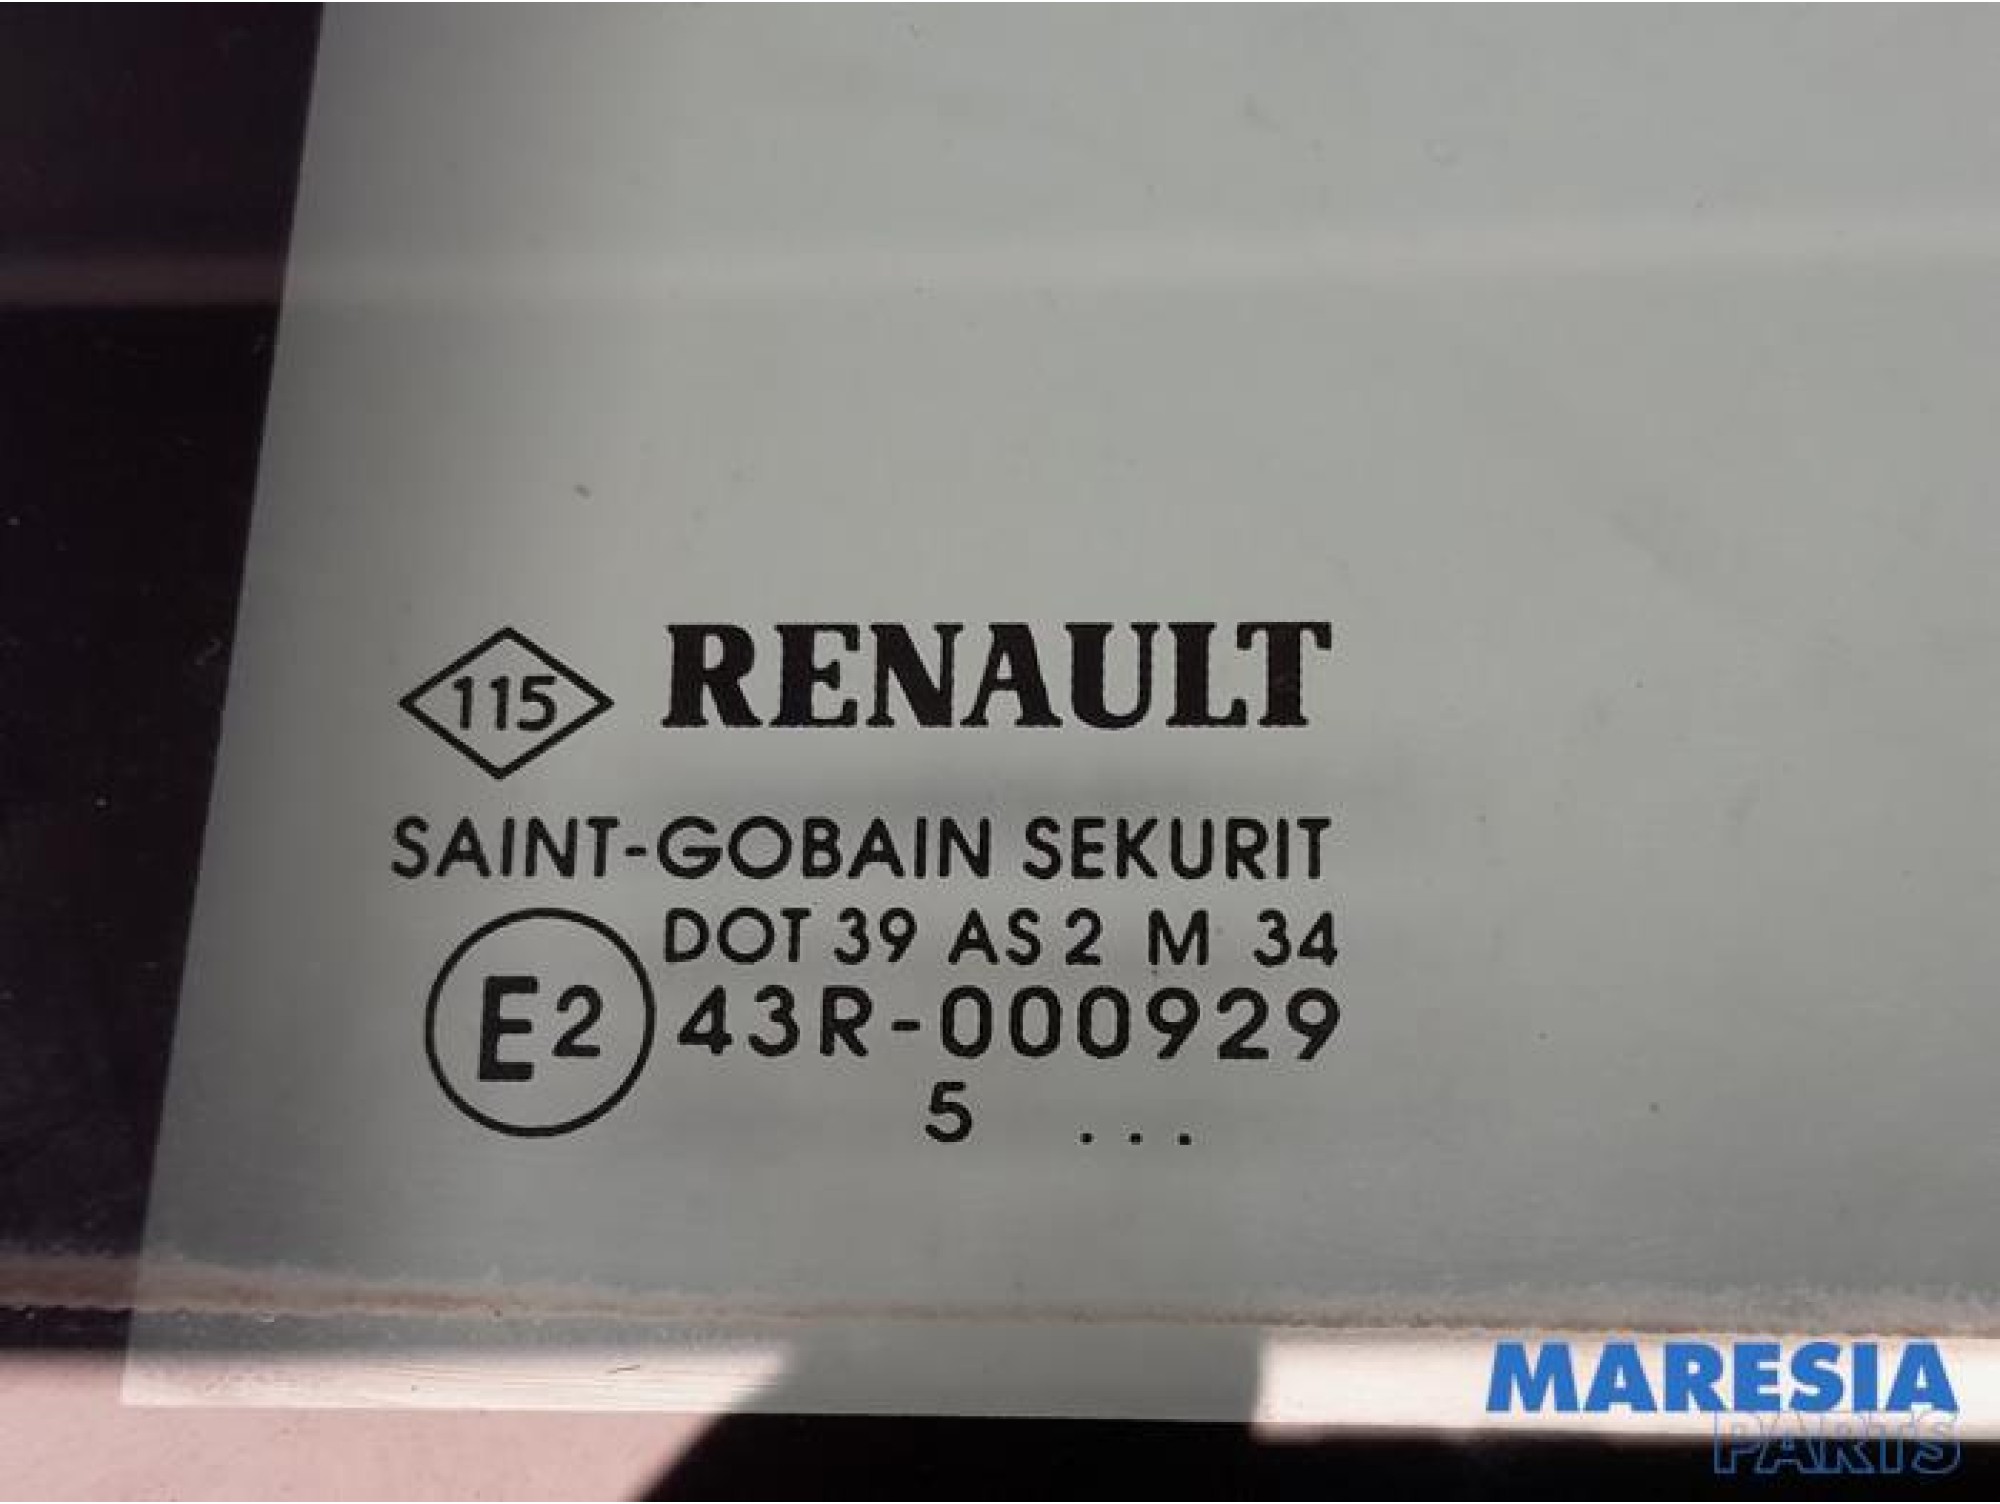 115 RENAULT
SAINT-GOBAIN SEKURIT
DOT 39 AS 2 M 34
E2 43R-000929
5 ...
MARESIA
PARTS